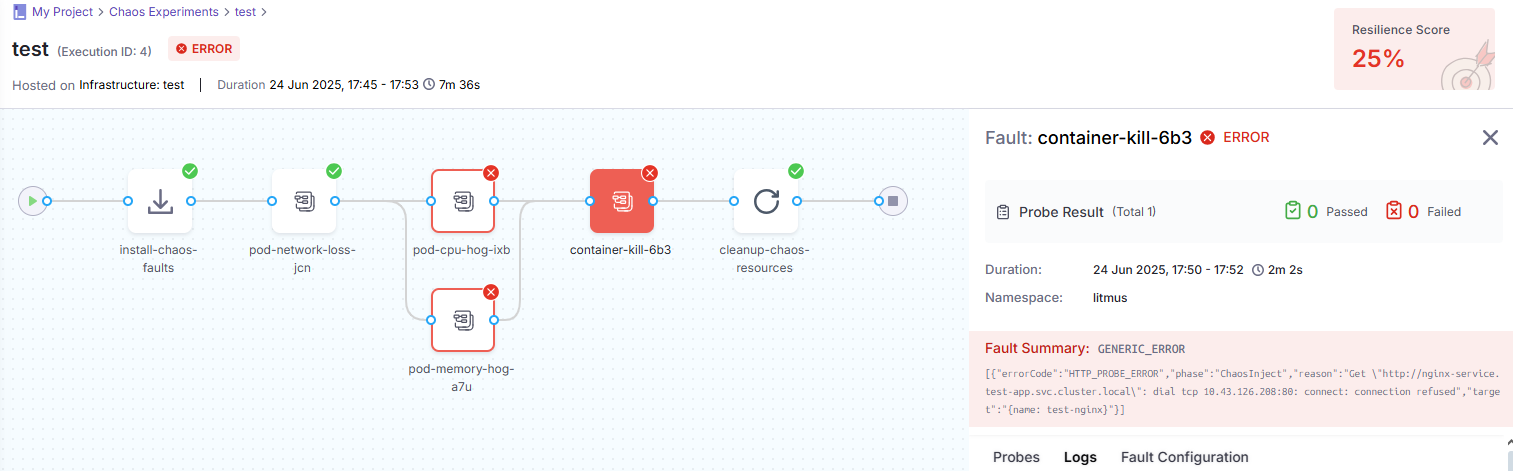 My Project > Chaos Experiments > test >
test (Execution ID: 4) ERROR
Hosted on Infrastructure: test | Duration 24 Jun 2025, 17:45 - 17:53 7m 36s
Resilience Score
25%
install-chaos-
faults
pod-network-loss-
jcn
pod-cpu-hog-ixb
pod-memory-hog-
a7u
container-kill-6b3
cleanup-chaos-
resources
Fault: container-kill-6b3 ERROR
Probe Result (Total 1) 0 Passed 0 Failed
Duration: 24 Jun 2025, 17:50 - 17:52 2m 2s
Namespace: litmus
Fault Summary: GENERIC_ERROR
[{"errorCode":"HTTP_PROBE_ERROR","phase":"ChaosInject","reason":"Get \"http://nginx-service.
test-app.svc.cluster.local\": dial tcp 10.43.126.208:80: connect: connection refused","targe
t":"{name: test-nginx}"}]
Probes Logs Fault Configuration